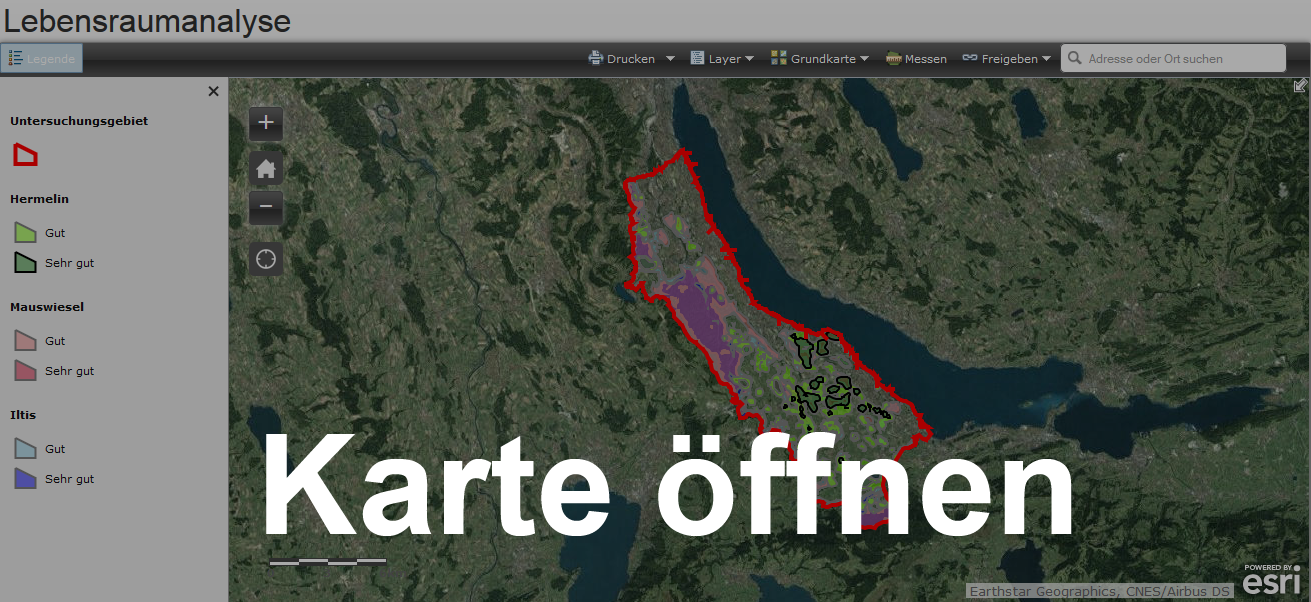 Lebensraumanalyse
Legende
Drucken
Layer
Grundkarte
Messen
Freigeben
Adresse oder Ort suchen
Untersuchungsgebiet
Hermelin
Gut
Sehr gut
Mauswiesel
Gut
Sehr gut
Iltis
Gut
Sehr gut
Karte öffnen
Earthstar Geographics, CNES/Airbus DS
POWERED BY
esri